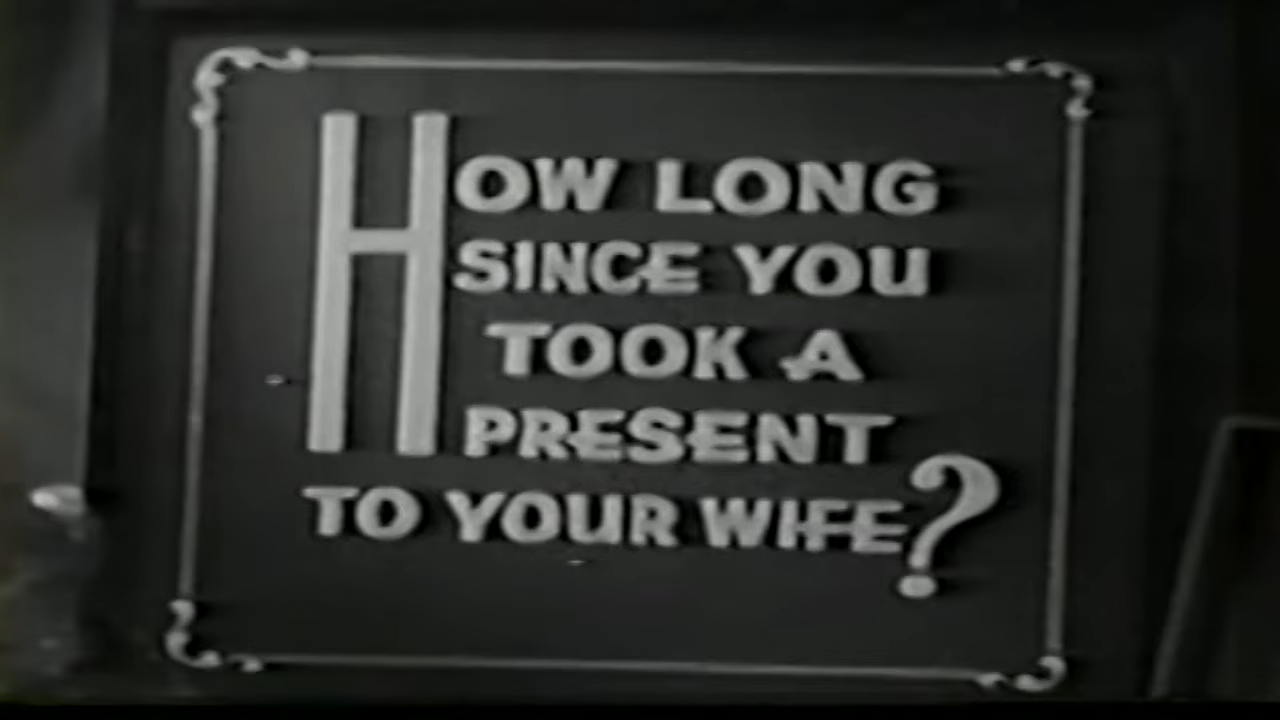 HOW LONG
SINCE YOU
TOOK A
PRESENT
TO YOUR WIFE?